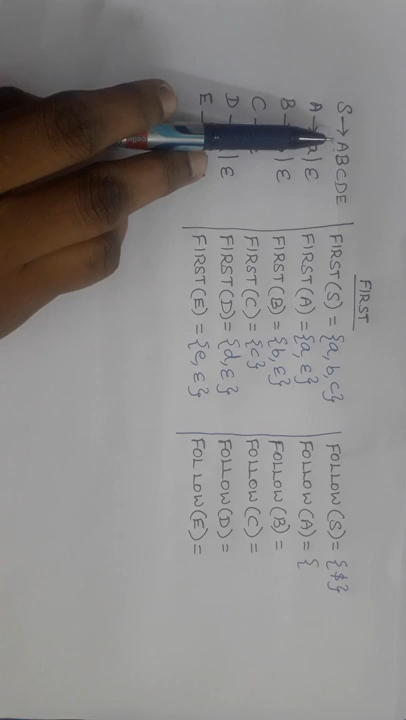 FIRST
S → ABCDE FIRST(S) = {a, b, c} FOLLOW(S) = {$}
A → a | ε FIRST(A) = {a, ε} FOLLOW(A) = {
B - | ε FIRST(B) = {b, ε} FOLLOW(B) =
C - FIRST(C) = {c} FOLLOW(C) =
D - | ε FIRST(D) = {d, ε} FOLLOW(D) =
E - FIRST(E) = {e, ε} FOLLOW(E) =